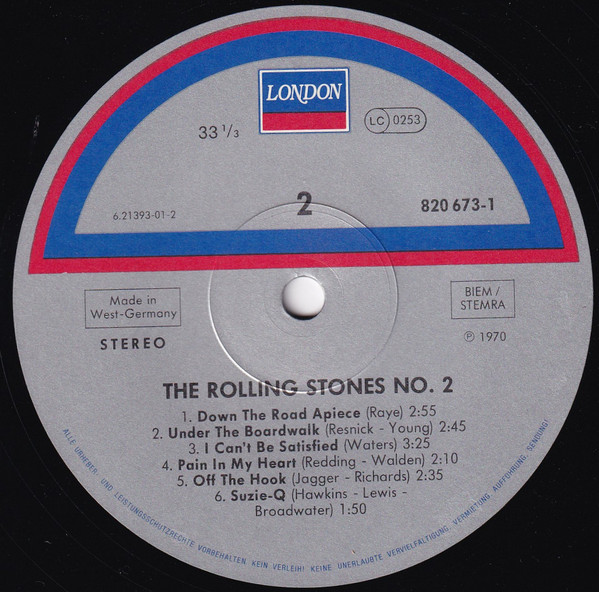 LONDON
33 1/3
LC 0253
2
6.21393-01-2
820 673-1
Made in
West-Germany
BIEM /
STEMRA
STEREO
℗ 1970
THE ROLLING STONES NO. 2
1. Down The Road Apiece (Raye) 2:55
2. Under The Boardwalk (Resnick - Young) 2:45
3. I Can't Be Satisfied (Waters) 3:25
4. Pain In My Heart (Redding - Walden) 2:10
5. Off The Hook (Jagger - Richards) 2:35
6. Suzie-Q (Hawkins - Lewis -
Broadwater) 1:50
ALLE URHEBER- UND LEISTUNGSSCHUTZRECHTE VORBEHALTEN. KEIN VERLEIH! KEINE UNERLAUBTE VERVIELFÄLTIGUNG, VERMIETUNG, AUFFÜHRUNG, SENDUNG!